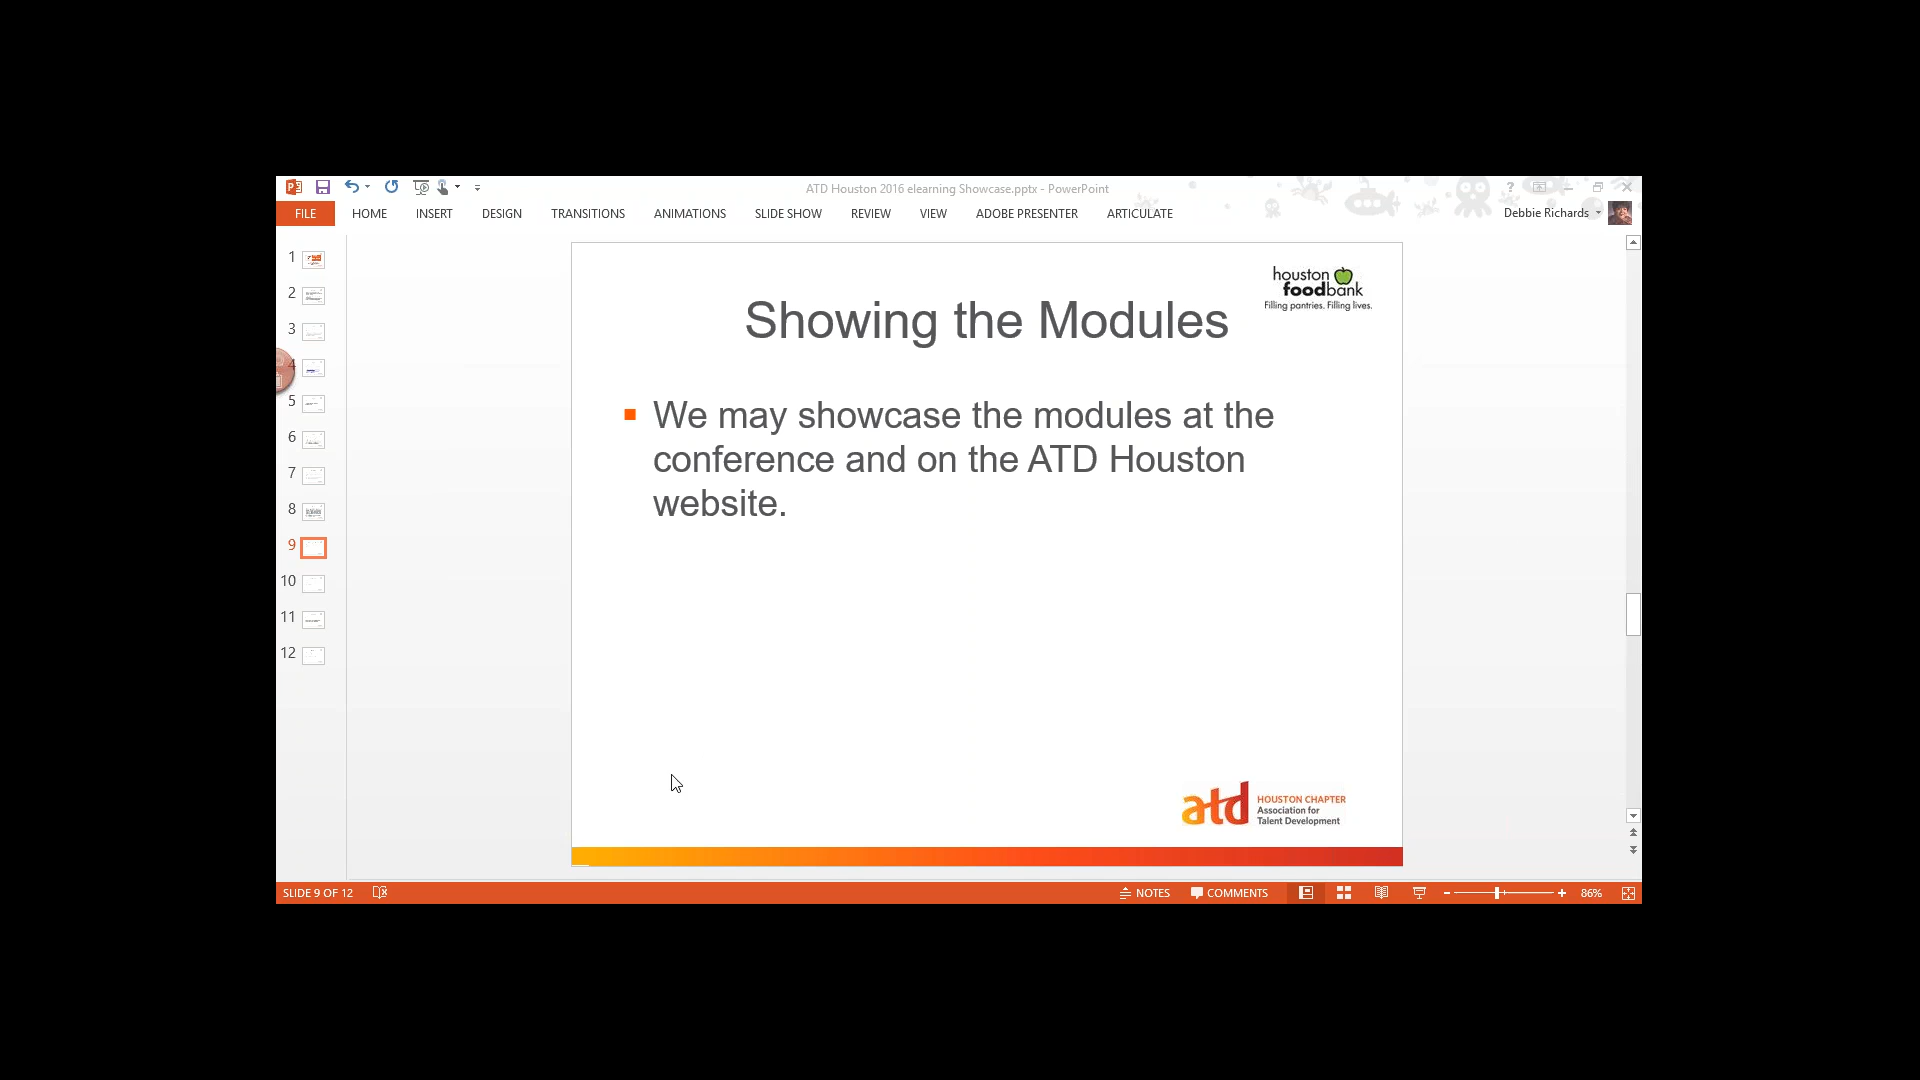 ATD Houston 2016 elearning Showcase.pptx - PowerPoint
?
FILE HOME INSERT DESIGN TRANSITIONS ANIMATIONS SLIDE SHOW REVIEW VIEW ADOBE PRESENTER ARTICULATE Debbie Richards
1
2
3
4
5
6
7
8
9
10
11
12
houston
foodbank
Filling pantries. Filling lives.
Showing the Modules
We may showcase the modules at the
conference and on the ATD Houston
website.
atd
HOUSTON CHAPTER
Association for
Talent Development
SLIDE 9 OF 12 NOTES COMMENTS 86%